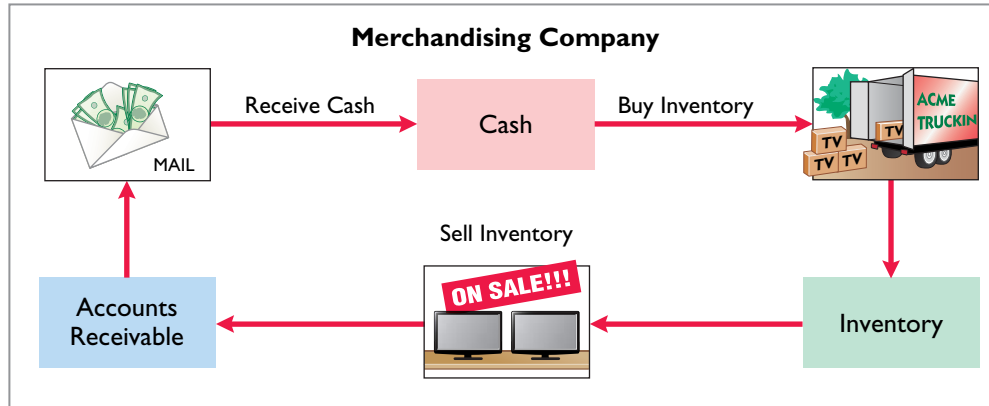 Merchandising Company
Receive Cash
Buy Inventory
MAIL
Cash
ACME
TRUCKIN
TV
TV
TV
TV
Sell Inventory
ON SALE!!!
Accounts
Receivable
Inventory